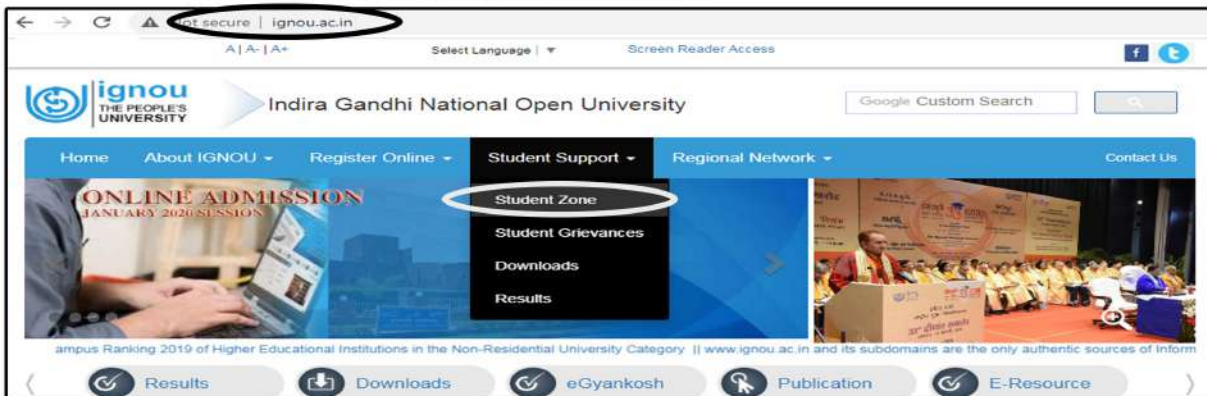 Not secure | ignou.ac.in
A | A- | A+ Select Language | ▼ Screen Reader Access
ignou
THE PEOPLE'S
UNIVERSITY
Indira Gandhi National Open University
Google Custom Search
Home About IGNOU Register Online Student Support Regional Network Contact Us
ONLINE ADMISSION
JANUARY 2020 SESSION
Student Zone
Student Grievances
Downloads
Results
ampus Ranking 2019 of Higher Educational Institutions in the Non-Residential University Category || www.ignou.ac.in and its subdomains are the only authentic sources of Inform
Results Downloads eGyankosh Publication E-Resource